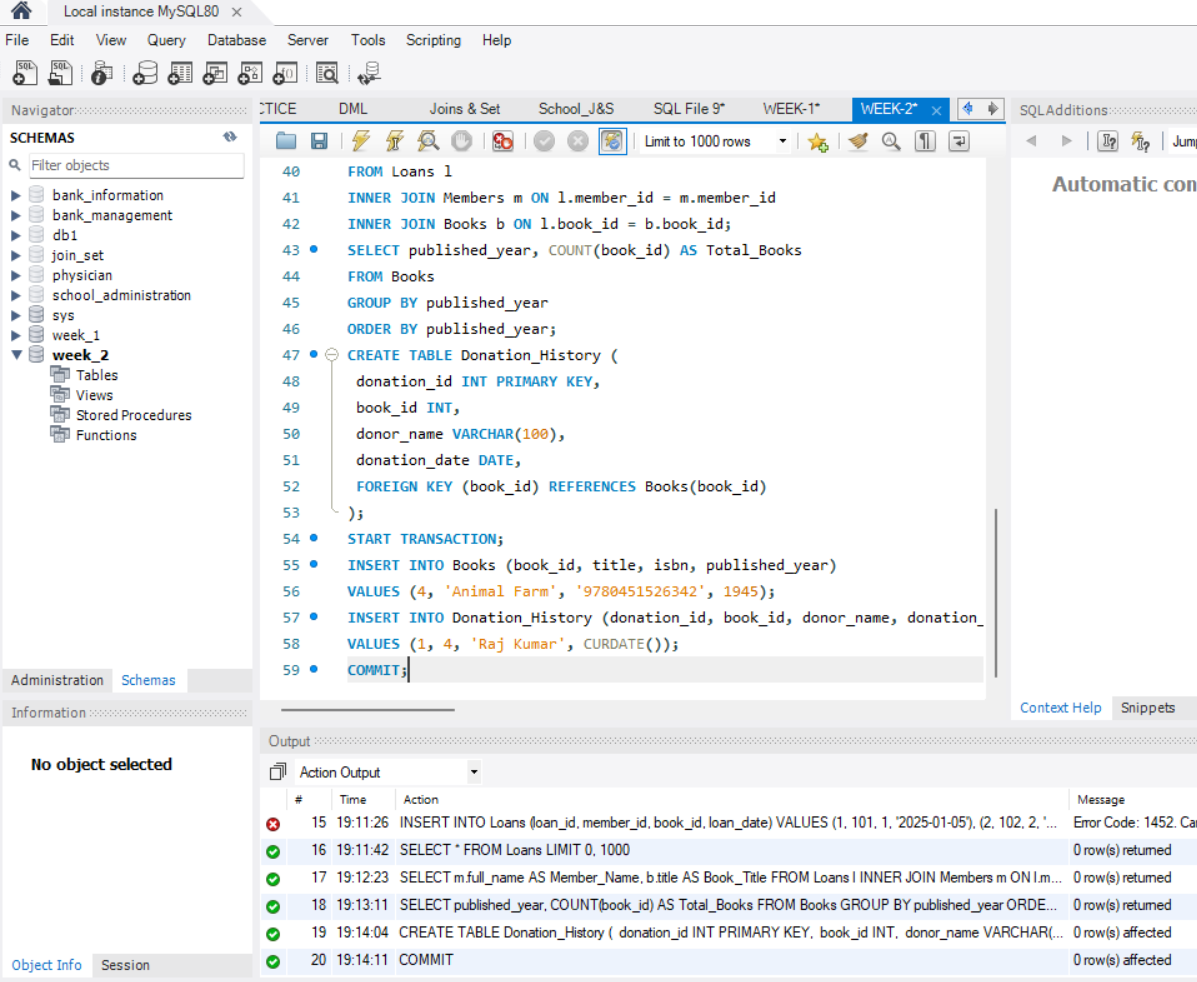 Local instance MySQL80
File Edit View Query Database Server Tools Scripting Help
Navigator
SCHEMAS
Filter objects
bank_information
bank_management
db1
join_set
physician
school_administration
sys
week_1
week_2
Tables
Views
Stored Procedures
Functions
Administration Schemas
Information
No object selected
Object Info Session
CTICE DML Joins & Set School_J&S SQL File 9* WEEK-1* WEEK-2*
Limit to 1000 rows
40 FROM Loans l
41 INNER JOIN Members m ON l.member_id = m.member_id
42 INNER JOIN Books b ON l.book_id = b.book_id;
43 SELECT published_year, COUNT(book_id) AS Total_Books
44 FROM Books
45 GROUP BY published_year
46 ORDER BY published_year;
47 CREATE TABLE Donation_History (
48 donation_id INT PRIMARY KEY,
49 book_id INT,
50 donor_name VARCHAR(100),
51 donation_date DATE,
52 FOREIGN KEY (book_id) REFERENCES Books(book_id)
53 );
54 START TRANSACTION;
55 INSERT INTO Books (book_id, title, isbn, published_year)
56 VALUES (4, 'Animal Farm', '9780451526342', 1945);
57 INSERT INTO Donation_History (donation_id, book_id, donor_name, donation_
58 VALUES (1, 4, 'Raj Kumar', CURDATE());
59 COMMIT;
SQLAdditions
Jump
Automatic con
Context Help Snippets
Output
Action Output
# Time Action Message
15 19:11:26 INSERT INTO Loans (loan_id, member_id, book_id, loan_date) VALUES (1, 101, 1, '2025-01-05'), (2, 102, 2, '... Error Code: 1452. Ca
16 19:11:42 SELECT * FROM Loans LIMIT 0, 1000 0 row(s) returned
17 19:12:23 SELECT m.full_name AS Member_Name, b.title AS Book_Title FROM Loans l INNER JOIN Members m ON l.m... 0 row(s) returned
18 19:13:11 SELECT published_year, COUNT(book_id) AS Total_Books FROM Books GROUP BY published_year ORDE... 0 row(s) returned
19 19:14:04 CREATE TABLE Donation_History ( donation_id INT PRIMARY KEY, book_id INT, donor_name VARCHAR(... 0 row(s) affected
20 19:14:11 COMMIT 0 row(s) affected